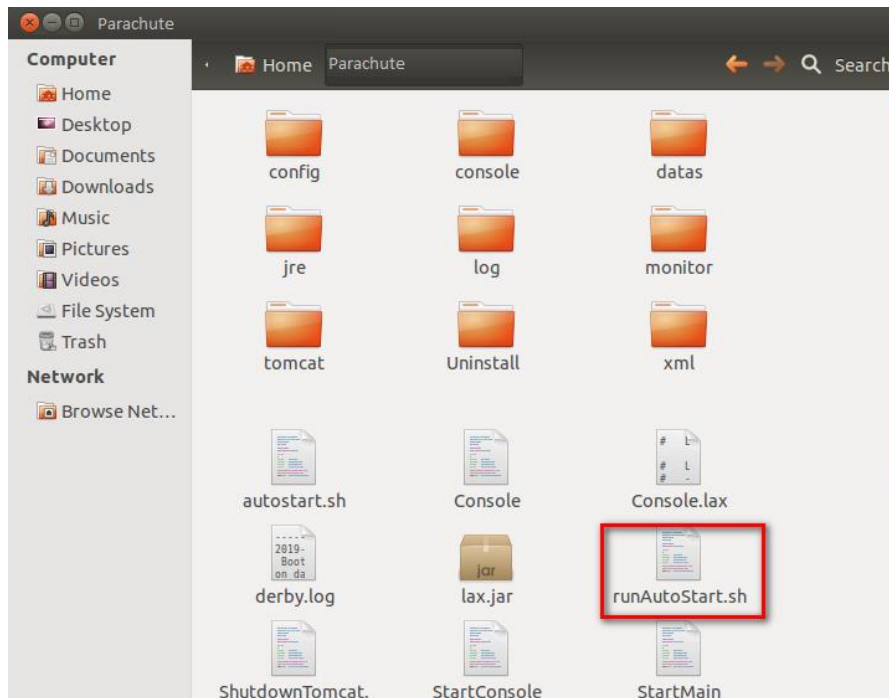 Parachute
Computer
Home
Desktop
Documents
Downloads
Music
Pictures
Videos
File System
Trash
Network
Browse Net...
Home Parachute Search
config console datas
jre log monitor
tomcat Uninstall xml
# L
# L
# -
autostart.sh Console Console.lax
-----
2019-
Boot
on da
jar
derby.log lax.jar runAutoStart.sh
ShutdownTomcat. StartConsole StartMain